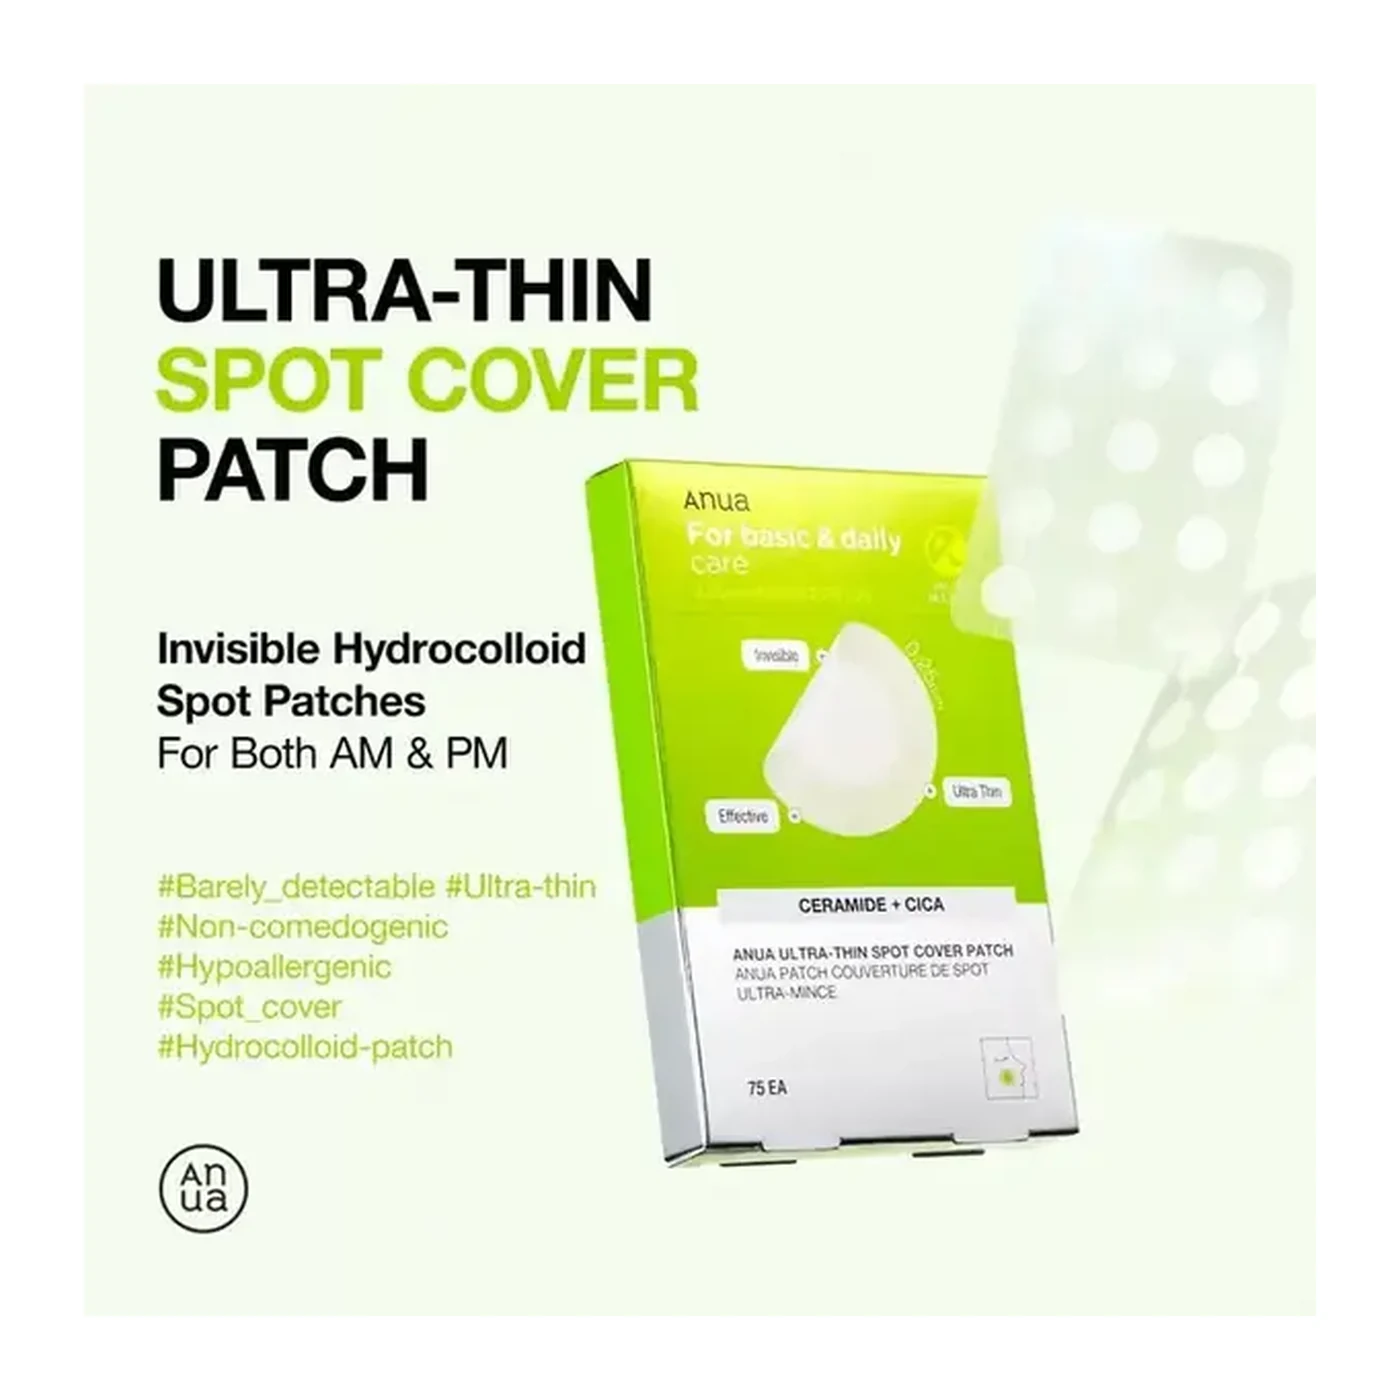 ULTRA-THIN
SPOT COVER
PATCH
Invisible Hydrocolloid
Spot Patches
For Both AM & PM
#Barely_detectable #Ultra-thin
#Non-comedogenic
#Hypoallergenic
#Spot_cover
#Hydrocolloid-patch
An
ua
Anua
For basic & daily
care
Invisible
0.25mm
Effective
Ultra Thin
CERAMIDE + CICA
ANUA ULTRA-THIN SPOT COVER PATCH
ANUA PATCH COUVERTURE DE SPOT
ULTRA-MINCE
75 EA